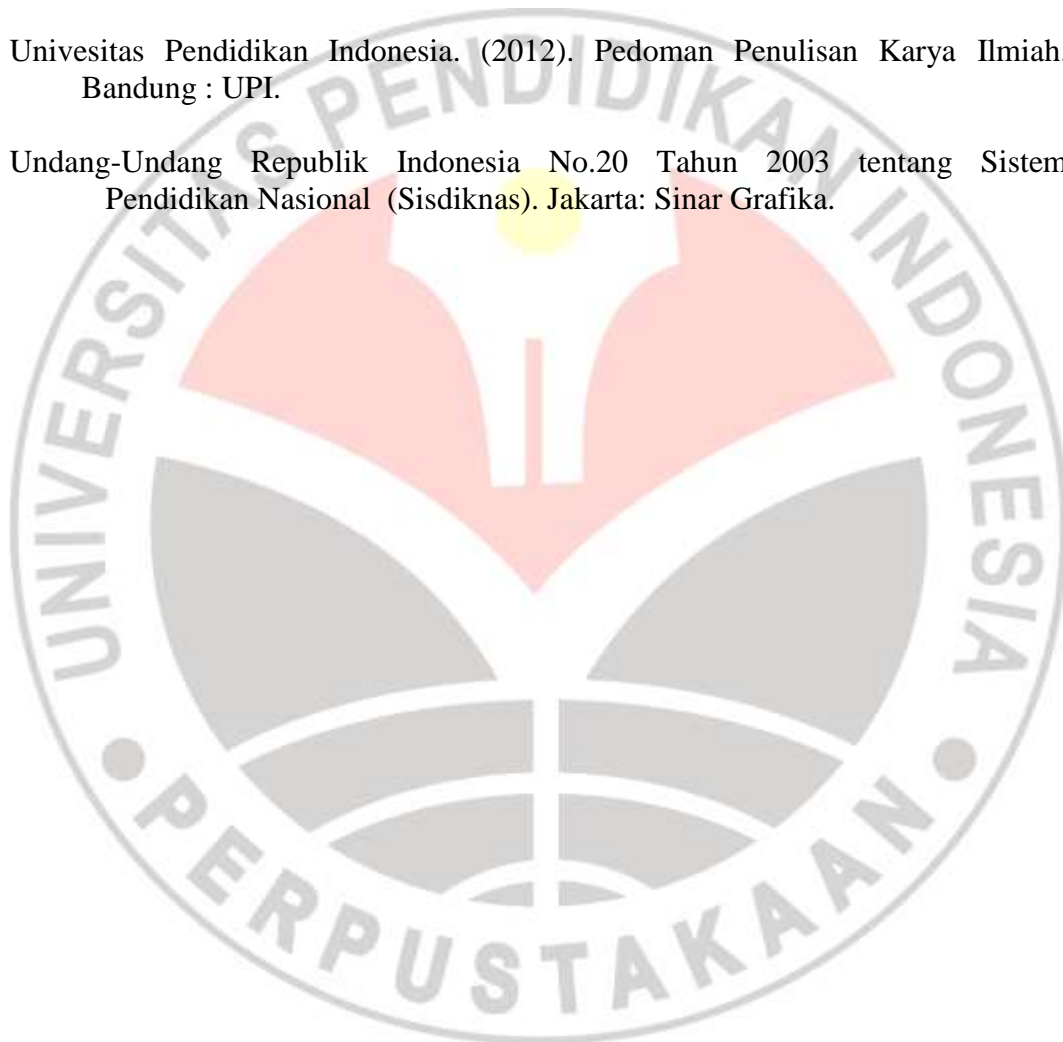 Univesitas Pendidikan Indonesia. (2012). Pedoman Penulisan Karya Ilmiah.
Bandung : UPI.
Undang-Undang Republik Indonesia No.20 Tahun 2003 tentang Sistem
Pendidikan Nasional (Sisdiknas). Jakarta: Sinar Grafika.
UNIVERSITAS PENDIDIKAN INDONESIA
PERPUSTAKAAN